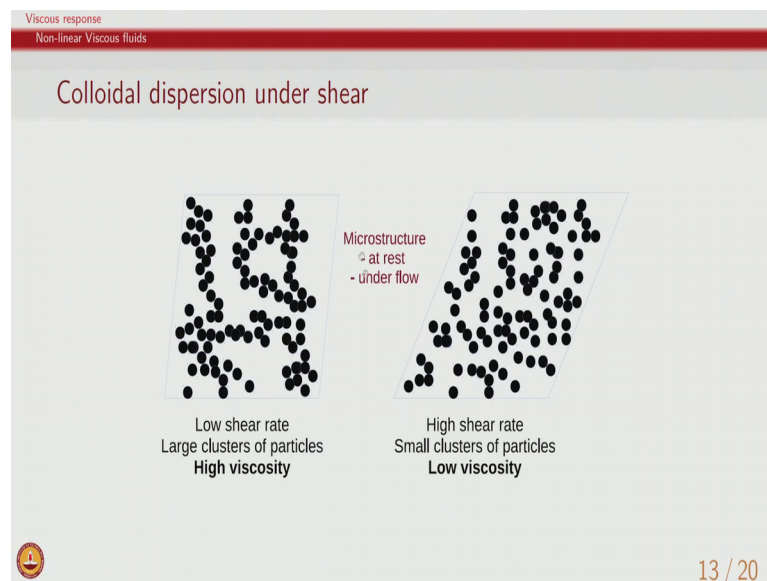 Viscous response
Non-linear Viscous fluids
Colloidal dispersion under shear
Microstructure
- at rest
- under flow
Low shear rate
Large clusters of particles
High viscosity
High shear rate
Small clusters of particles
Low viscosity
13 / 20